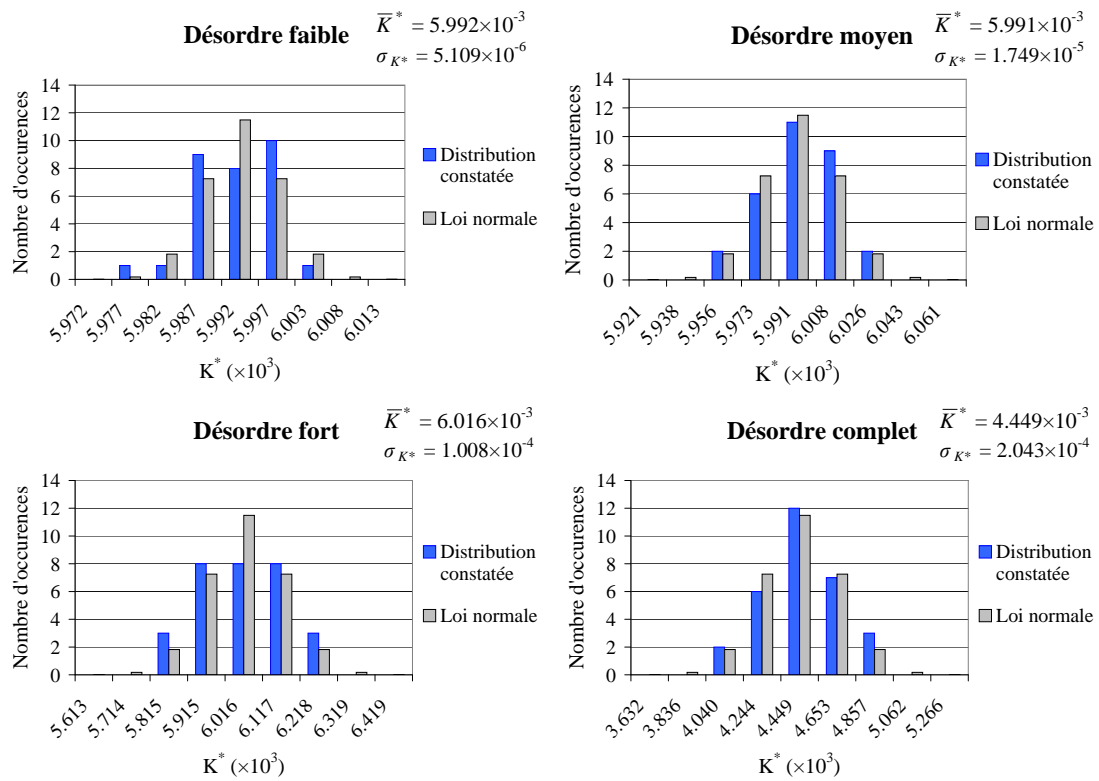 Désordre faible
K̅* = 5.992×10⁻³
σ K* = 5.109×10⁻⁶
Nombre d'occurences
14
12
10
8
6
4
2
0
5.972 5.977 5.982 5.987 5.992 5.997 6.003 6.008 6.013
K* (×10³)
Distribution
constatée
Loi normale
Désordre moyen
K̅* = 5.991×10⁻³
σ K* = 1.749×10⁻⁵
Nombre d'occurences
14
12
10
8
6
4
2
0
5.921 5.938 5.956 5.973 5.991 6.008 6.026 6.043 6.061
K* (×10³)
Distribution
constatée
Loi normale
Désordre fort
K̅* = 6.016×10⁻³
σ K* = 1.008×10⁻⁴
Nombre d'occurences
14
12
10
8
6
4
2
0
5.613 5.714 5.815 5.915 6.016 6.117 6.218 6.319 6.419
K* (×10³)
Distribution
constatée
Loi normale
Désordre complet
K̅* = 4.449×10⁻³
σ K* = 2.043×10⁻⁴
Nombre d'occurences
14
12
10
8
6
4
2
0
3.632 3.836 4.040 4.244 4.449 4.653 4.857 5.062 5.266
K* (×10³)
Distribution
constatée
Loi normale